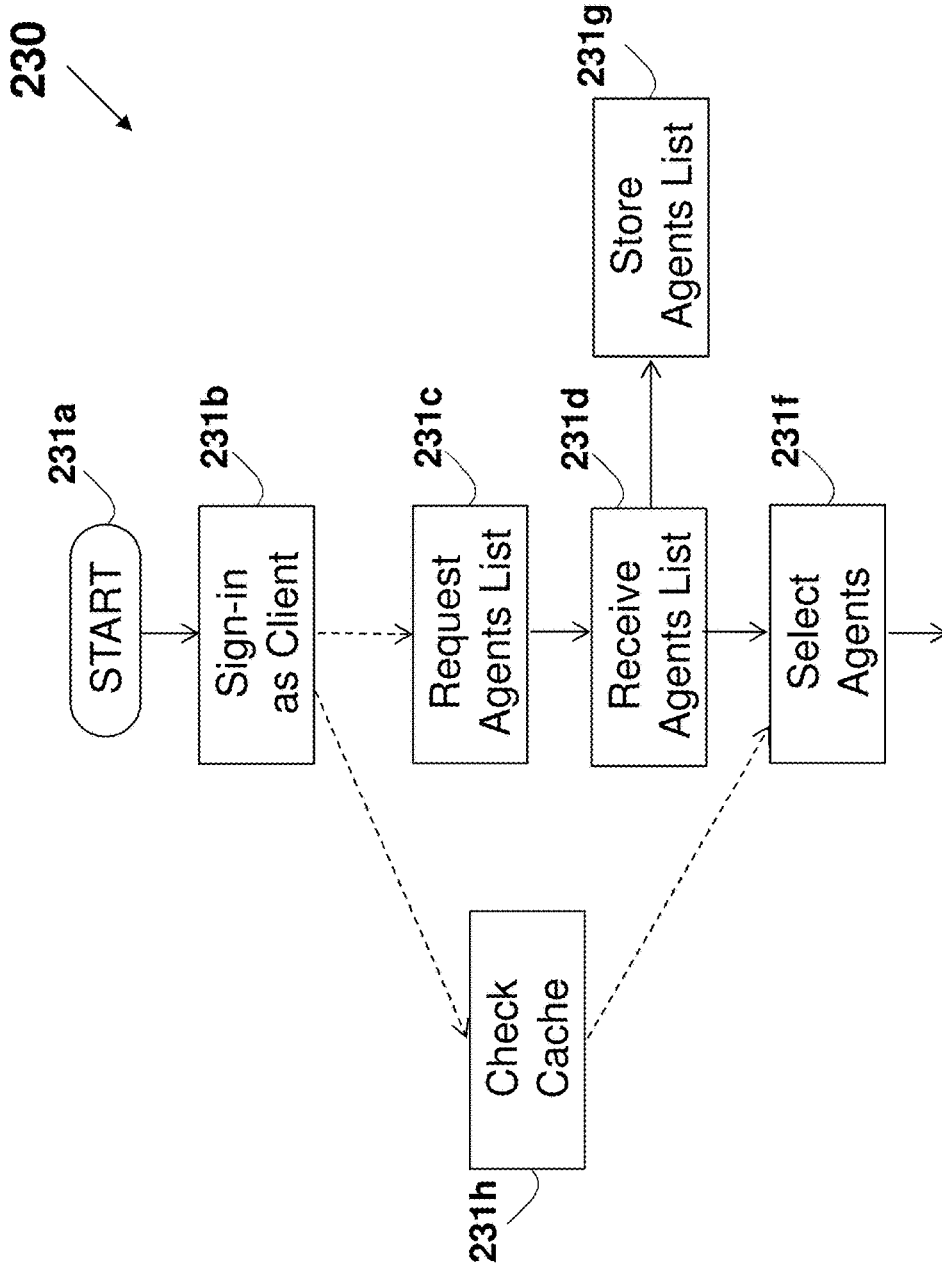 230
231a
START
231b
Sign-in
as Client
231c
Request
Agents List
231d
Receive
Agents List
231g
Store
Agents List
231h
Check
Cache
231f
Select
Agents